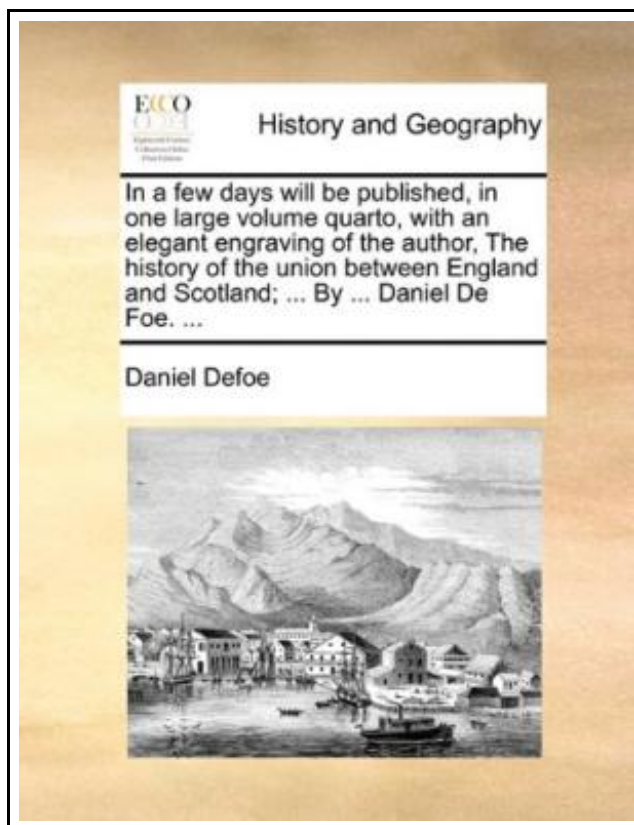 ECCO
History and Geography
In a few days will be published, in
one large volume quarto, with an
elegant engraving of the author, The
history of the union between England
and Scotland; ... By ... Daniel De
Foe. ...
Daniel Defoe